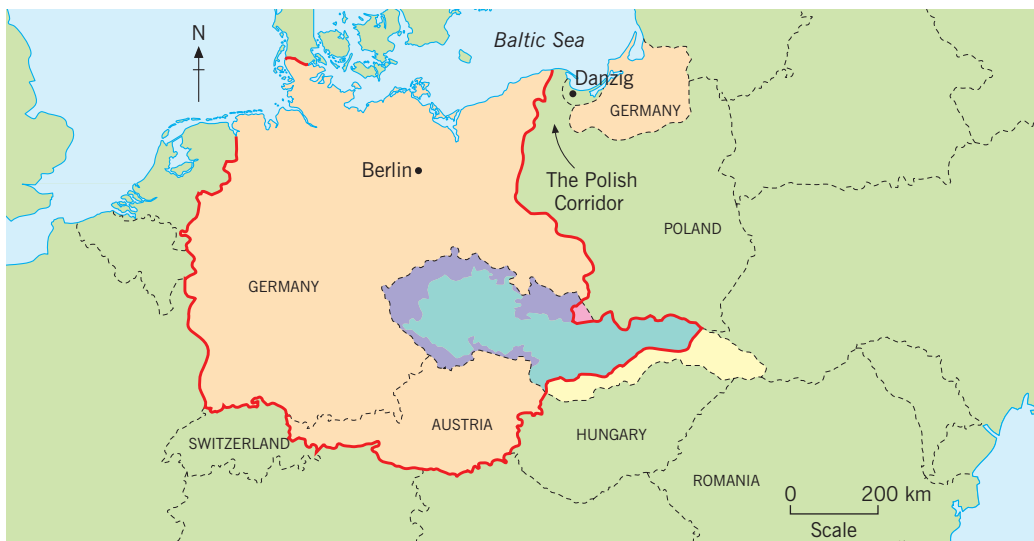 N
Baltic Sea
Danzig
GERMANY
Berlin
The Polish
Corridor
POLAND
GERMANY
AUSTRIA
SWITZERLAND
HUNGARY
ROMANIA
0 200 km
Scale